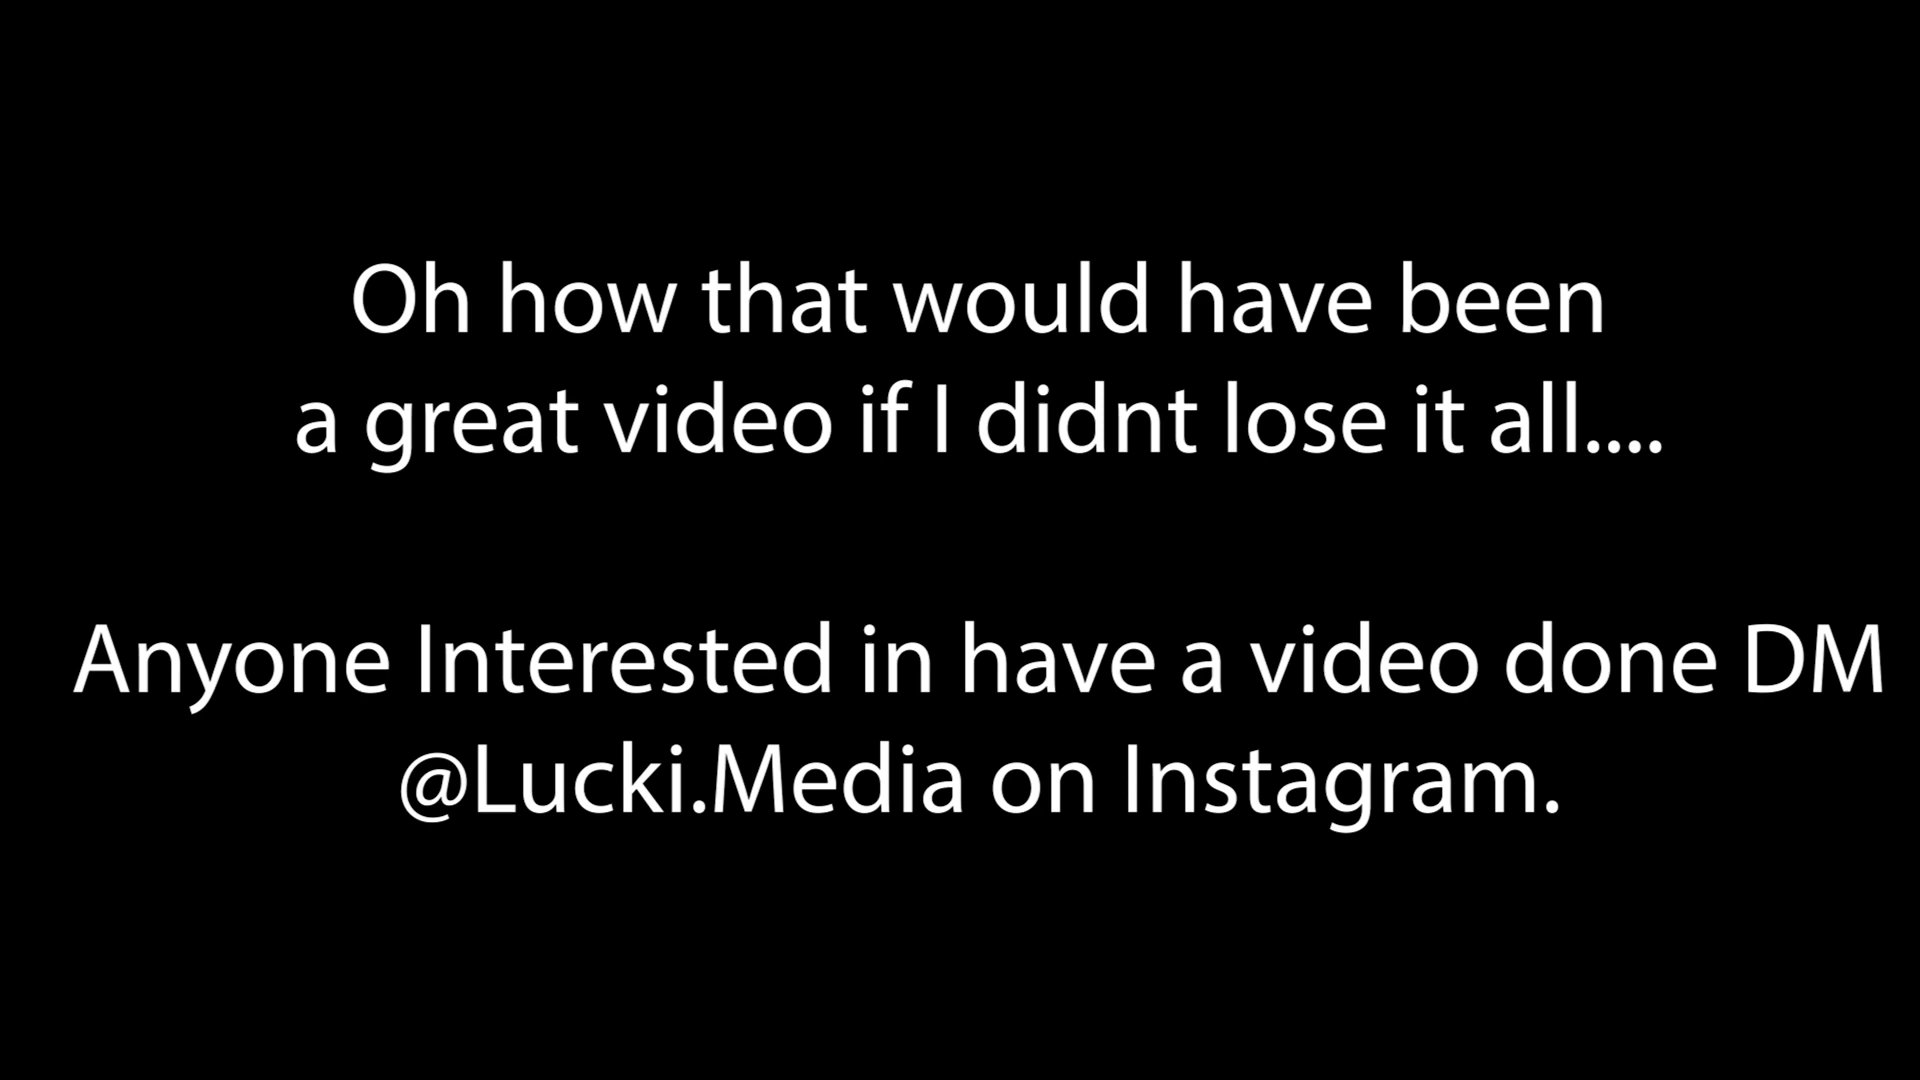 Oh how that would have been
a great video if I didnt lose it all....
Anyone Interested in have a video done DM
@Lucki.Media on Instagram.